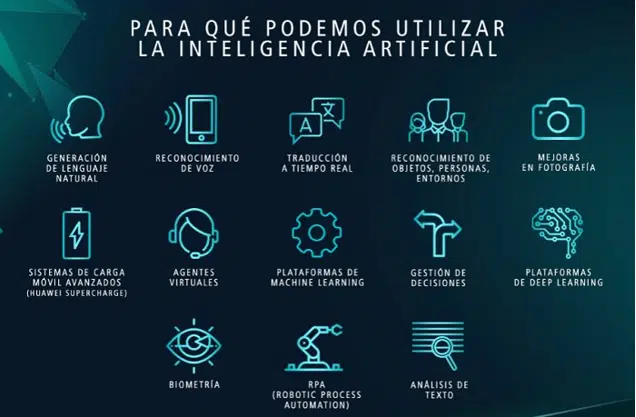 PARA QUÉ PODEMOS UTILIZAR
LA INTELIGENCIA ARTIFICIAL
GENERACIÓN
DE LENGUAJE
NATURAL
RECONOCIMIENTO
DE VOZ
A 文
TRADUCCIÓN
A TIEMPO REAL
RECONOCIMIENTO DE
OBJETOS, PERSONAS,
ENTORNOS
MEJORAS
EN FOTOGRAFÍA
SISTEMAS DE CARGA
MÓVIL AVANZADOS
(HUAWEI SUPERCHARGE)
AGENTES
VIRTUALES
PLATAFORMAS DE
MACHINE LEARNING
GESTIÓN DE
DECISIONES
PLATAFORMAS
DE DEEP LEARNING
BIOMETRÍA
RPA
(ROBOTIC PROCESS
AUTOMATION)
ANÁLISIS DE
TEXTO